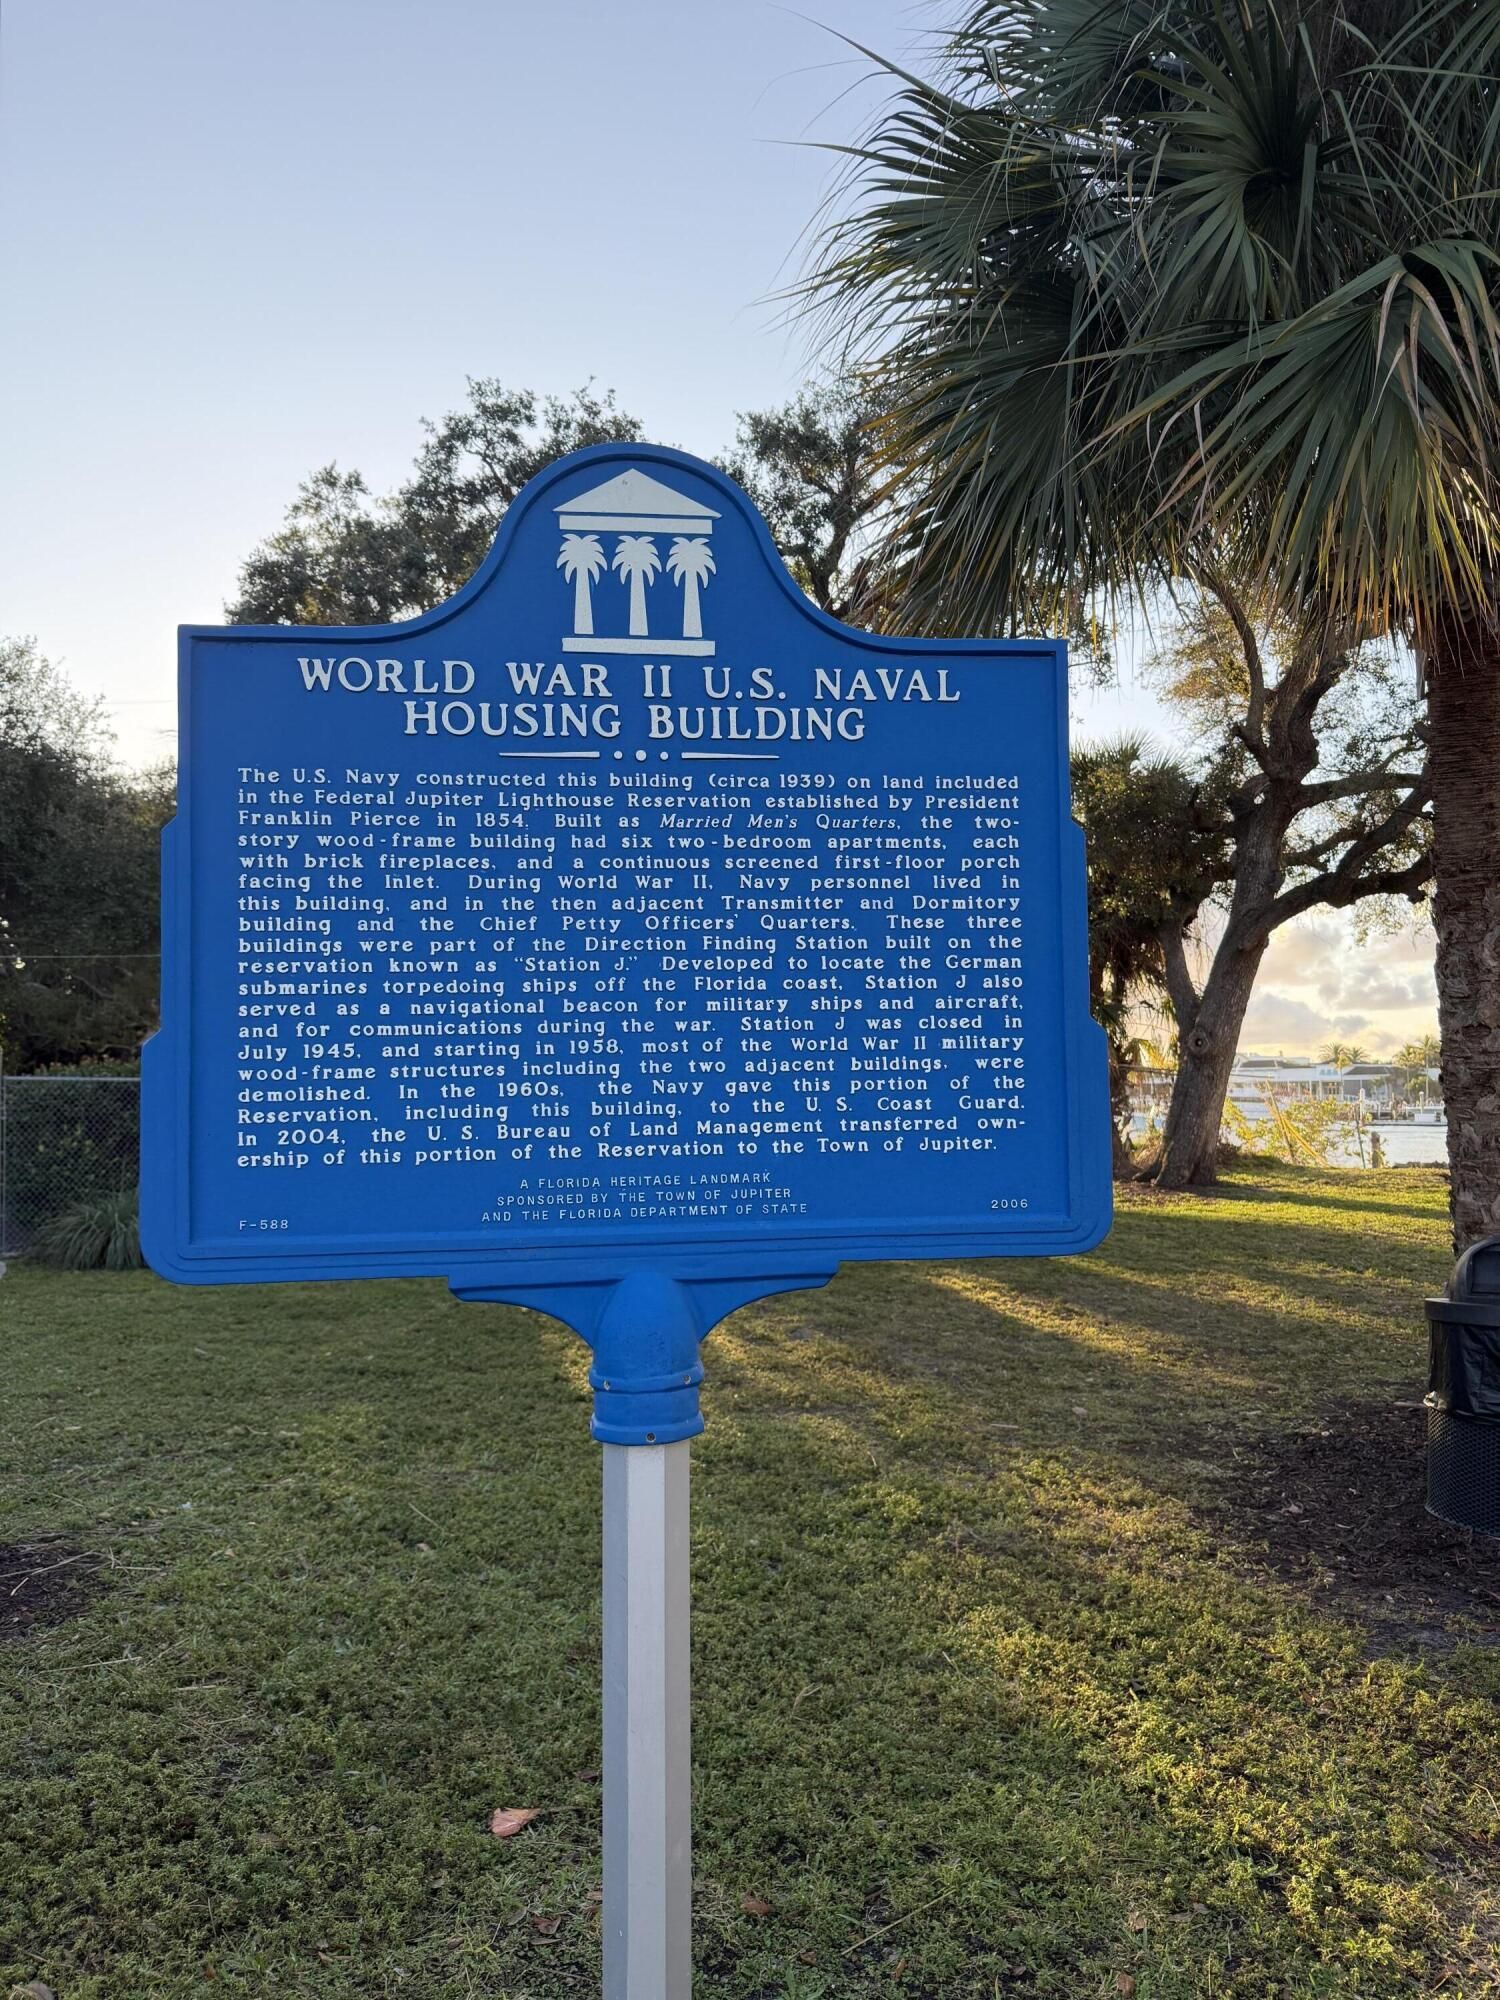 WORLD WAR II U.S. NAVAL
HOUSING BUILDING
The U.S. Navy constructed this building (circa 1939) on land included
in the Federal Jupiter Lighthouse Reservation established by President
Franklin Pierce in 1854. Built as Married Men's Quarters, the two-
story wood-frame building had six two-bedroom apartments, each
with brick fireplaces, and a continuous screened first-floor porch
facing the Inlet. During World War II, Navy personnel lived in
this building, and in the then adjacent Transmitter and Dormitory
building and the Chief Petty Officers' Quarters. These three
buildings were part of the Direction Finding Station built on the
reservation known as "Station J." Developed to locate the German
submarines torpedoing ships off the Florida coast, Station J also
served as a navigational beacon for military ships and aircraft,
and for communications during the war. Station J was closed in
July 1945, and starting in 1958, most of the World War II military
wood-frame structures including the two adjacent buildings, were
demolished. In the 1960s, the Navy gave this portion of the
Reservation, including this building, to the U. S. Coast Guard.
In 2004, the U. S. Bureau of Land Management transferred own-
ership of this portion of the Reservation to the Town of Jupiter.
A FLORIDA HERITAGE LANDMARK
SPONSORED BY THE TOWN OF JUPITER
AND THE FLORIDA DEPARTMENT OF STATE
F-588
2006